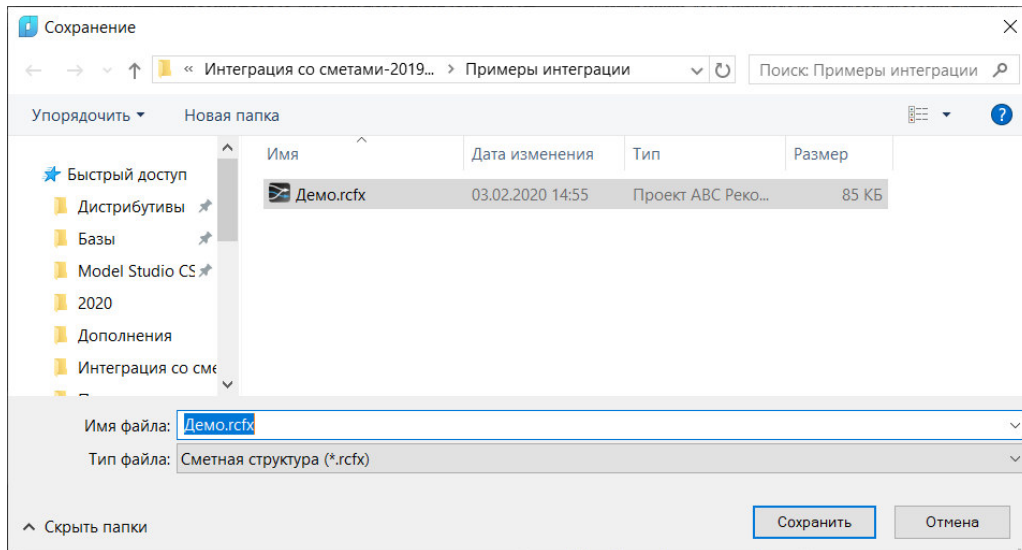 Сохранение
« Интеграция со сметами-2019... > Примеры интеграции
Поиск: Примеры интеграции
Упорядочить
Новая папка
?
Имя
Дата изменения
Тип
Размер
Быстрый доступ
Дистрибутивы
Базы
Model Studio CS
2020
Дополнения
Интеграция со сме
Демо.rcfx 03.02.2020 14:55 Проект ABC Реко... 85 КБ
Имя файла: Демо.rcfx
Тип файла: Сметная структура (*.rcfx)
Скрыть папки
Сохранить
Отмена